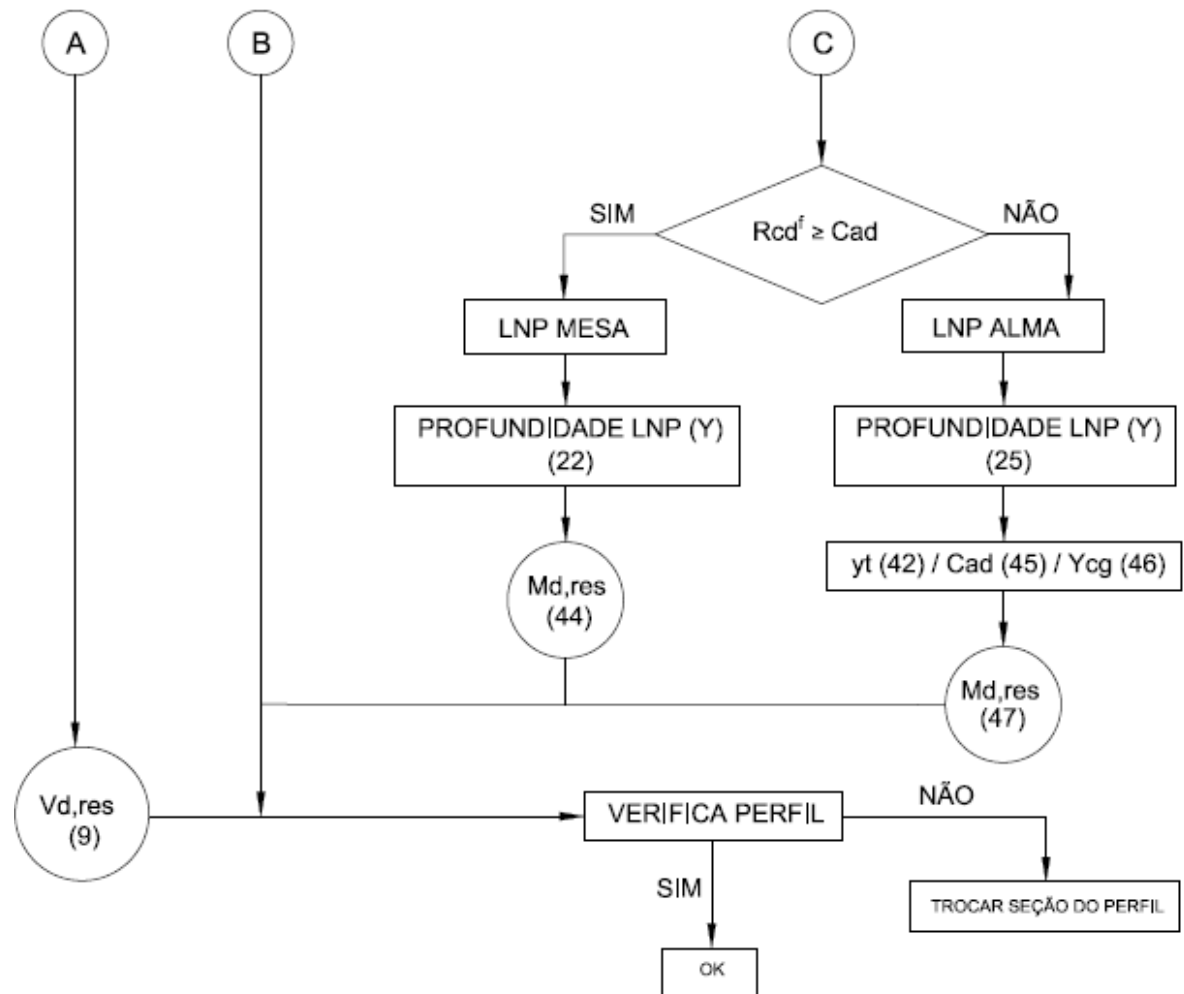 A
B
C
SIM
Rcdᶠ ≥ Cad
NÃO
LNP MESA
LNP ALMA
PROFUNDIDADE LNP (Y)
(22)
PROFUNDIDADE LNP (Y)
(25)
yt (42) / Cad (45) / Ycg (46)
Md,res
(44)
Md,res
(47)
Vd,res
(9)
VERIFICA PERFIL
NÃO
SIM
TROCAR SEÇÃO DO PERFIL
OK